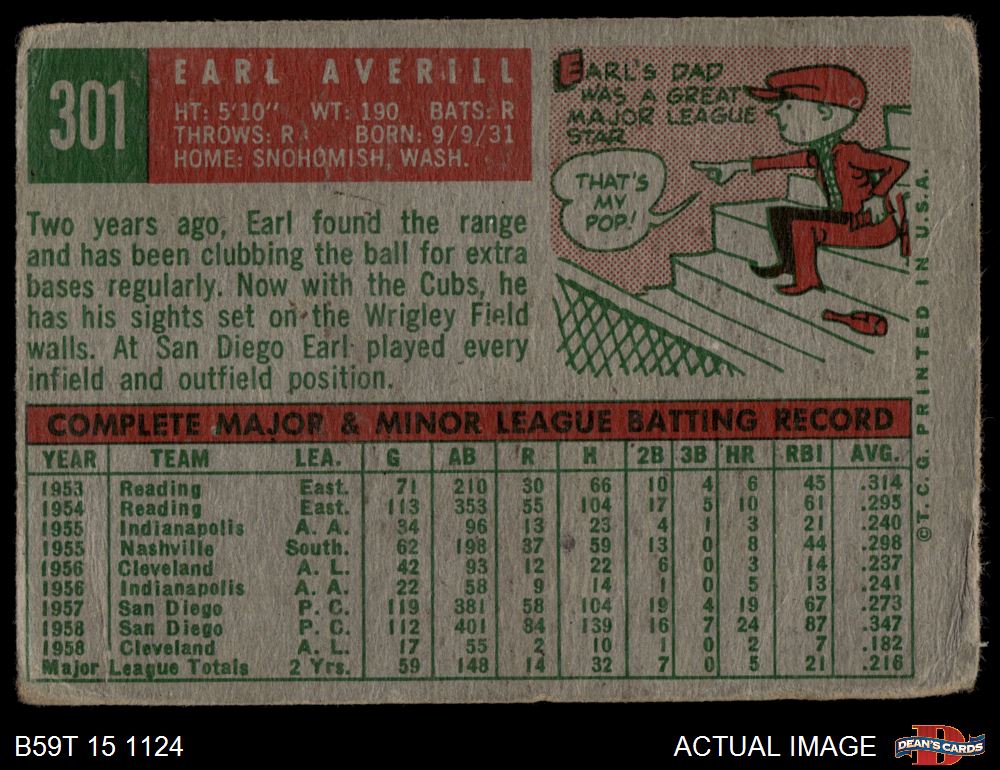 301
EARL AVERILL
HT: 5'10" WT: 190 BATS: R
THROWS: R BORN: 9/9/31
HOME: SNOHOMISH, WASH.
EARL'S DAD
WAS A GREAT
MAJOR LEAGUE
STAR
THAT'S
MY
POP!
Two years ago, Earl found the range
and has been clubbing the ball for extra
bases regularly. Now with the Cubs, he
has his sights set on the Wrigley Field
walls. At San Diego Earl played every
infield and outfield position.
COMPLETE MAJOR & MINOR LEAGUE BATTING RECORD
YEAR TEAM LEA. G AB R H 2B 3B HR RBI AVG.
1953 Reading East. 71 210 30 66 10 4 6 45 .314
1954 Reading East. 113 353 55 104 17 5 10 61 .295
1955 Indianapolis A. A. 34 96 13 23 4 1 3 21 .240
1955 Nashville South. 62 198 37 59 13 0 8 44 .298
1956 Cleveland A. L. 42 93 12 22 6 0 3 14 .237
1956 Indianapolis A. A. 22 58 9 14 1 0 5 13 .241
1957 San Diego P. C. 119 381 58 104 19 4 19 67 .273
1958 San Diego P. C. 112 401 84 139 16 7 24 87 .347
1958 Cleveland A. L. 17 55 2 10 1 0 2 7 .182
Major League Totals 2 Yrs. 59 148 14 32 7 0 5 21 .216
©T.C.G. PRINTED IN U.S.A.
B59T 15 1124
ACTUAL IMAGE
DEAN'S CARDS